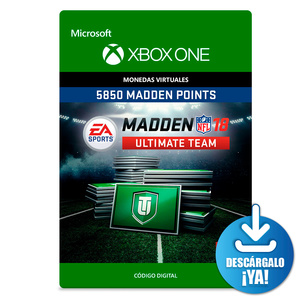 Microsoft
XBOX ONE
MONEDAS VIRTUALES
5850 MADDEN POINTS
EA SPORTS
MADDEN NFL 18
ULTIMATE TEAM
UT
CÓDIGO DIGITAL
DESCÁRGALO
¡YA!